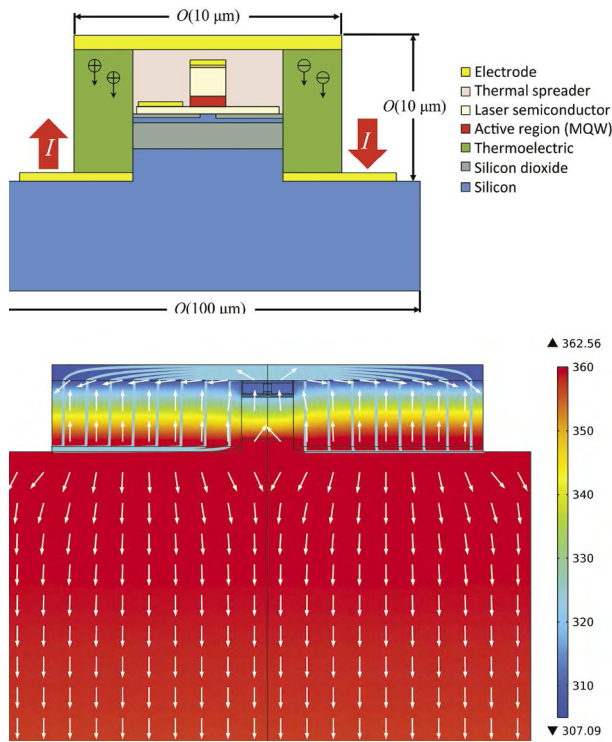 O(10 μm)
O(10 μm)
⊕
⊕
⊖
⊖
I
I
O(100 μm)
Electrode
Thermal spreader
Laser semiconductor
Active region (MQW)
Thermoelectric
Silicon dioxide
Silicon
▲ 362.56
360
350
340
330
320
310
▼ 307.09